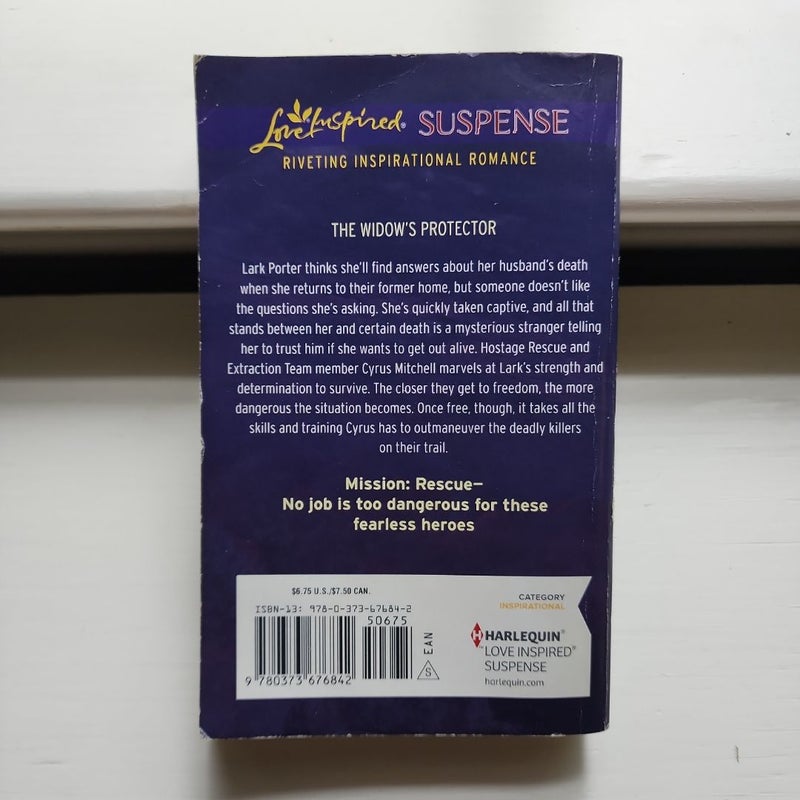 Love Inspired® SUSPENSE
RIVETING INSPIRATIONAL ROMANCE
THE WIDOW'S PROTECTOR
Lark Porter thinks she'll find answers about her husband's death
when she returns to their former home, but someone doesn't like
the questions she's asking. She's quickly taken captive, and all that
stands between her and certain death is a mysterious stranger telling
her to trust him if she wants to get out alive. Hostage Rescue and
Extraction Team member Cyrus Mitchell marvels at Lark's strength and
determination to survive. The closer they get to freedom, the more
dangerous the situation becomes. Once free, though, it takes all the
skills and training Cyrus has to outmaneuver the deadly killers
on their trail.
Mission: Rescue—
No job is too dangerous for these
fearless heroes
$6.75 U.S./$7.50 CAN.
ISBN-13: 978-0-373-67684-2
50675
EAN
S
9 780373 676842
CATEGORY
INSPIRATIONAL
HARLEQUIN®
™LOVE INSPIRED®
SUSPENSE
harlequin.com